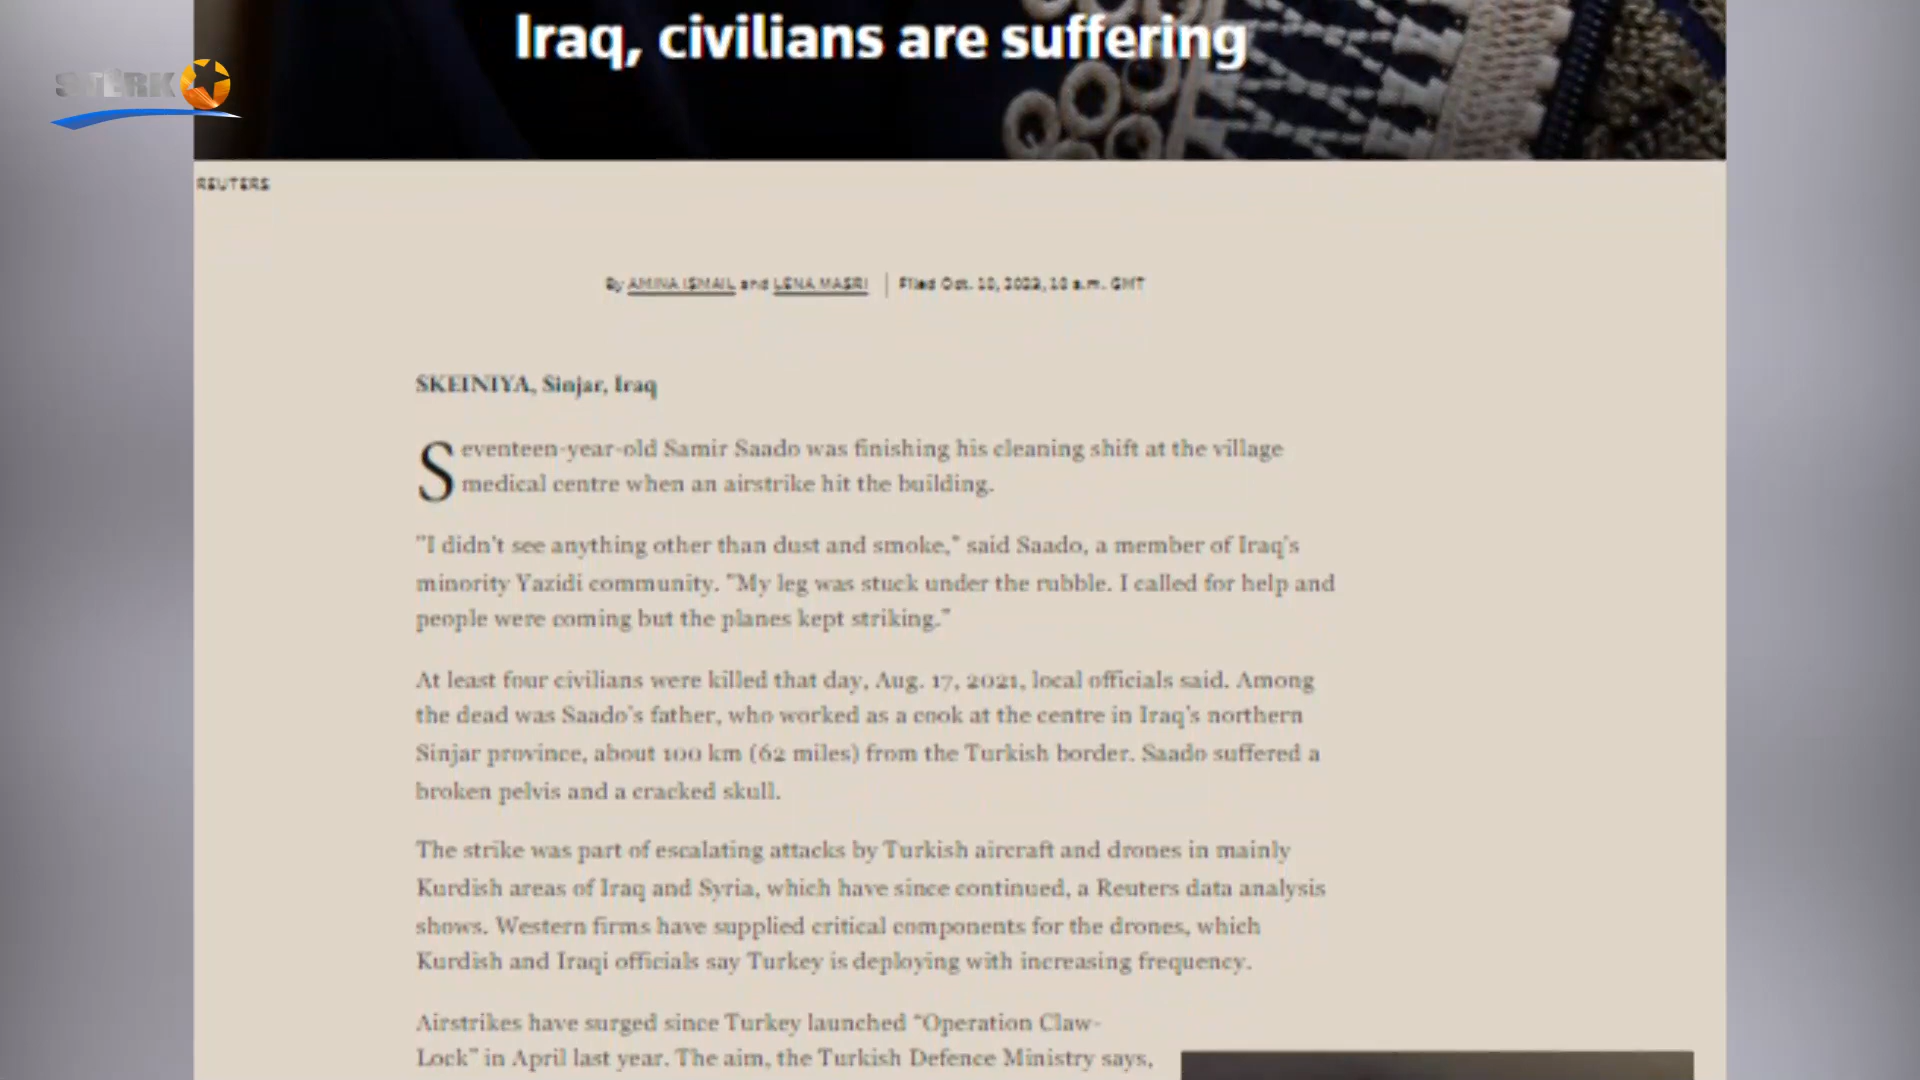 Iraq, civilians are suffering
STÊRK
REUTERS
By AMINA ISMAIL and LENA MASRI | Filed Oct. 10, 2023, 10 a.m. GMT
SKEINIYA, Sinjar, Iraq
Seventeen-year-old Samir Saado was finishing his cleaning shift at the village
medical centre when an airstrike hit the building.
"I didn't see anything other than dust and smoke," said Saado, a member of Iraq's
minority Yazidi community. "My leg was stuck under the rubble. I called for help and
people were coming but the planes kept striking."
At least four civilians were killed that day, Aug. 17, 2021, local officials said. Among
the dead was Saado's father, who worked as a cook at the centre in Iraq's northern
Sinjar province, about 100 km (62 miles) from the Turkish border. Saado suffered a
broken pelvis and a cracked skull.
The strike was part of escalating attacks by Turkish aircraft and drones in mainly
Kurdish areas of Iraq and Syria, which have since continued, a Reuters data analysis
shows. Western firms have supplied critical components for the drones, which
Kurdish and Iraqi officials say Turkey is deploying with increasing frequency.
Airstrikes have surged since Turkey launched “Operation Claw-
Lock” in April last year. The aim, the Turkish Defence Ministry says,